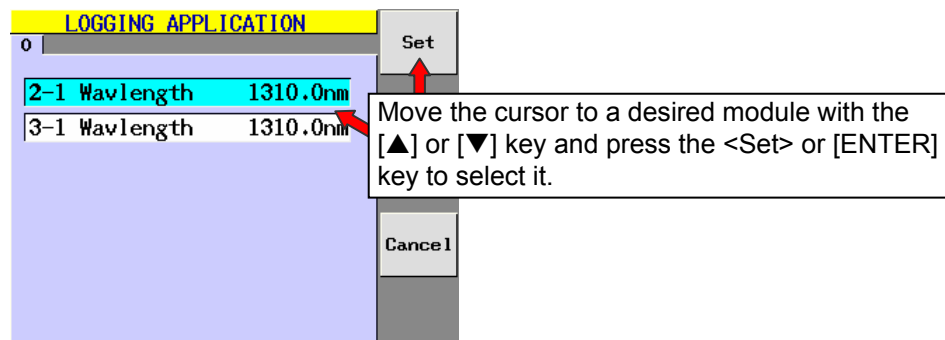 LOGGING APPLICATION
0
Set
2-1 Wavlength 1310.0nm
3-1 Wavlength 1310.0nm
Move the cursor to a desired module with the
[▲] or [▼] key and press the <Set> or [ENTER]
key to select it.
Cancel